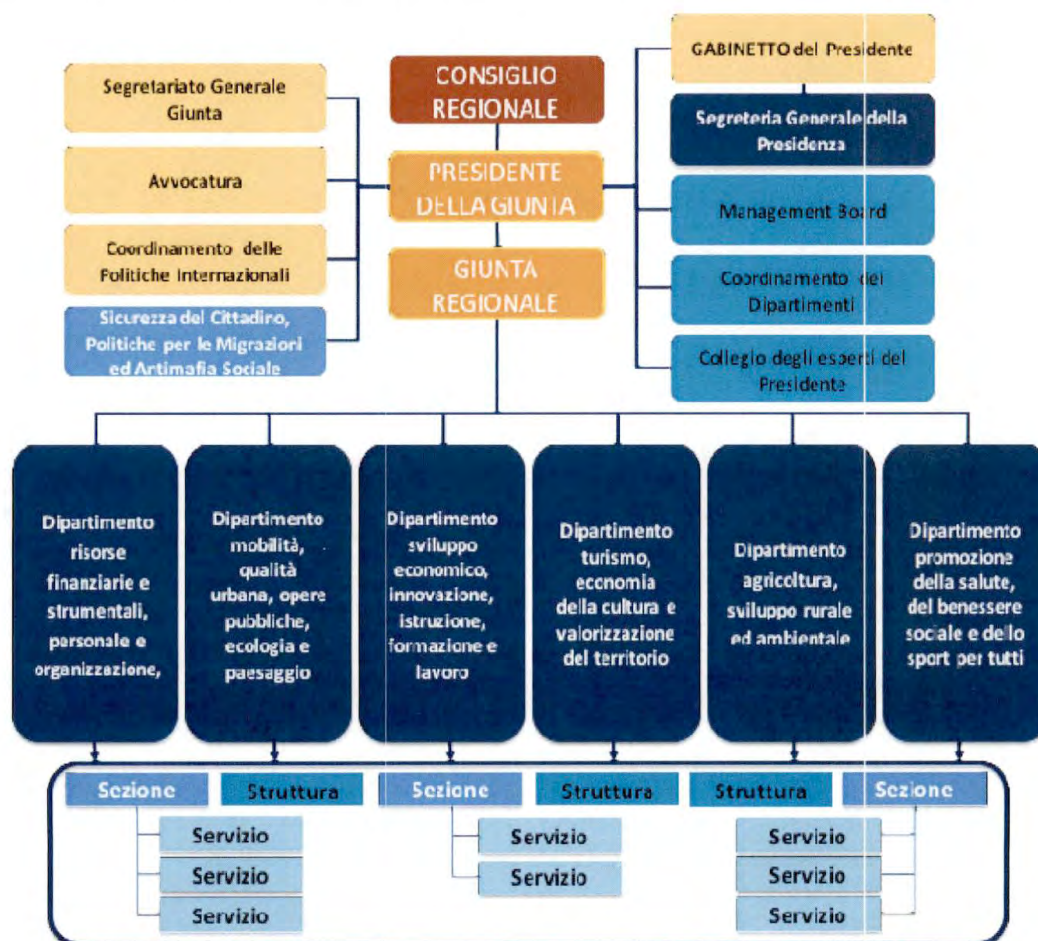 Segretariato Generale
Giunta
Avvocatura
Coordinamento delle
Politiche Internazionali
Sicurezza del Cittadino,
Politiche per le Migrazioni
ed Antimafia Sociale
CONSIGLIO
REGIONALE
PRESIDENTE
DELLA GIUNTA
GIUNTA
REGIONALE
GABINETTO del Presidente
Segreteria Generale della
Presidenza
Management Board
Coordinamento dei
Dipartimenti
Collegio degli esperti del
Presidente
Dipartimento
risorse
finanziarie e
strumentali,
personale e
organizzazione,
Dipartimento
mobilità,
qualità
urbana, opere
pubbliche,
ecologia e
paesaggio
Dipartimento
sviluppo
economico,
innovazione,
istruzione,
formazione e
lavoro
Dipartimento
turismo,
economia
della cultura e
valorizzazione
del territorio
Dipartimento
agricoltura,
sviluppo rurale
ed ambientale
Dipartimento
promozione
della salute,
del benessere
sociale e dello
sport per tutti
Sezione
Struttura
Sezione
Struttura
Struttura
Sezione
Servizio
Servizio
Servizio
Servizio
Servizio
Servizio
Servizio
Servizio